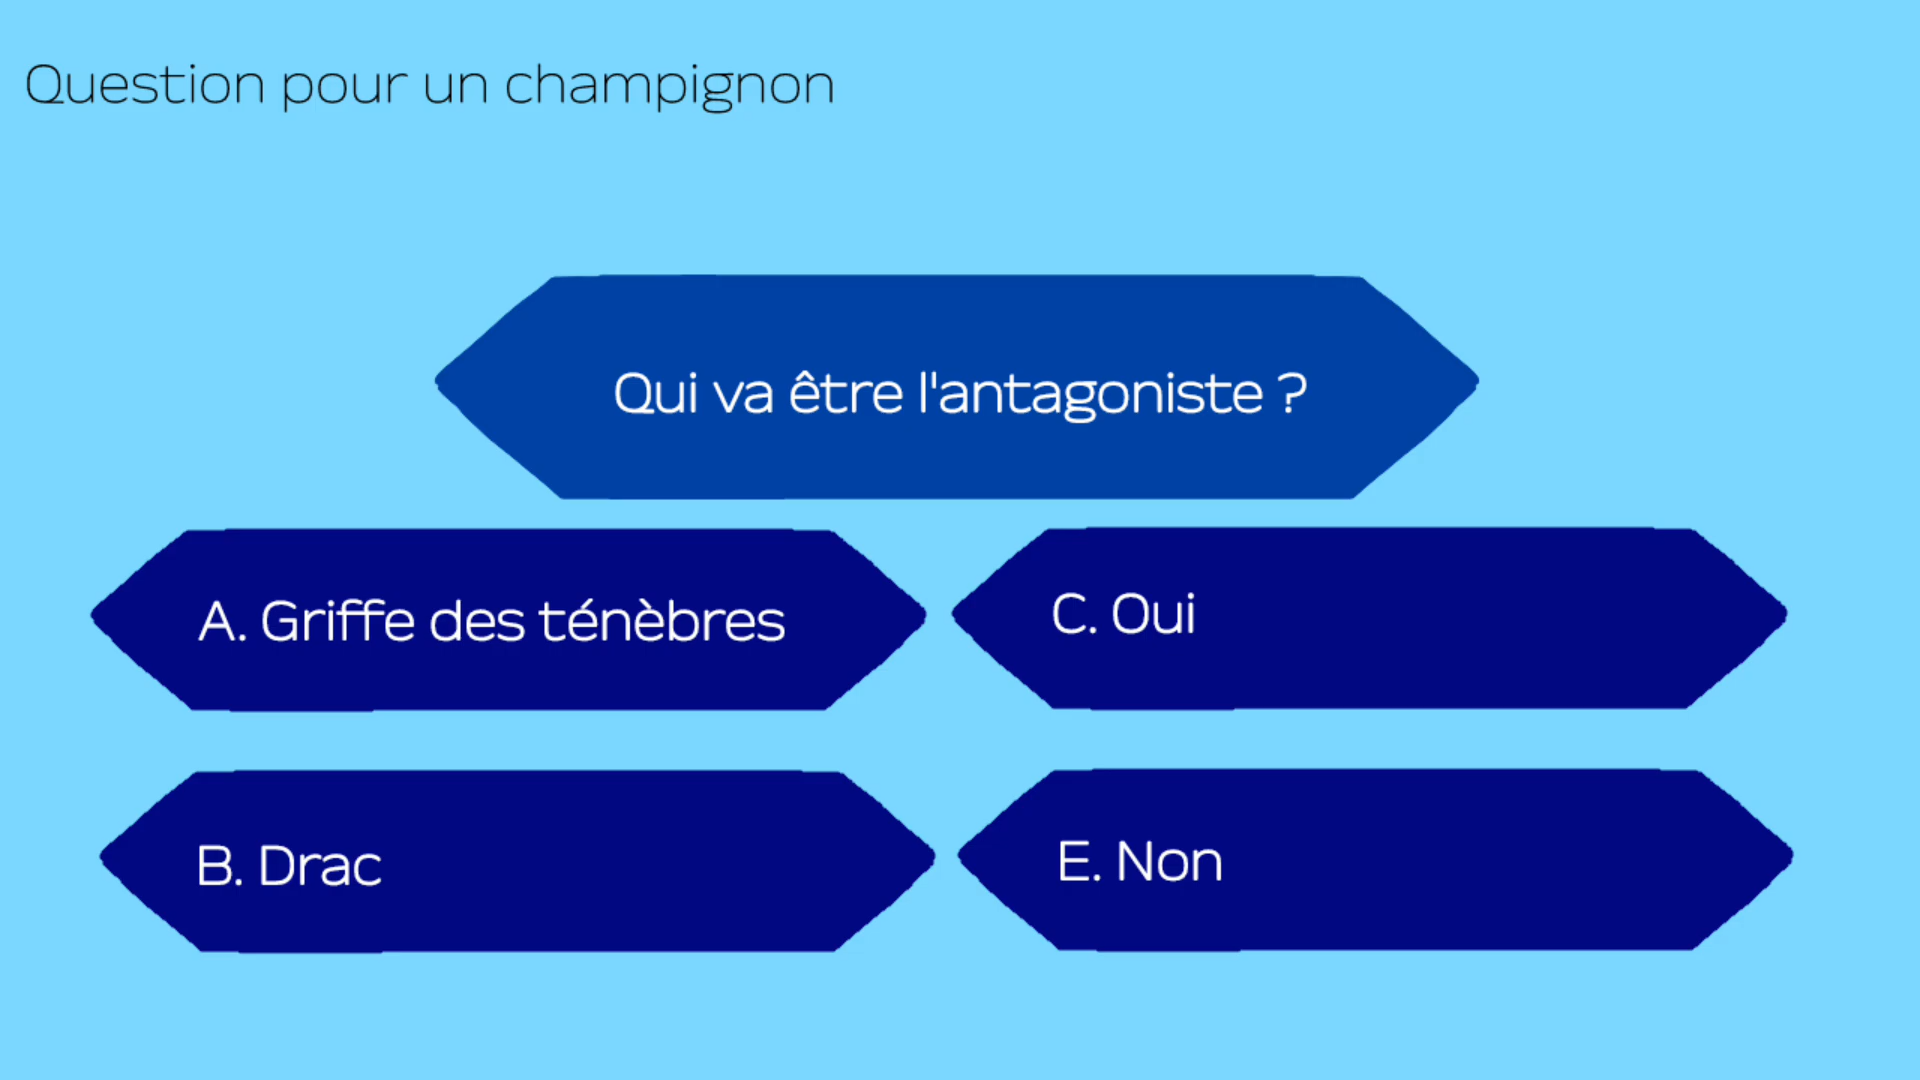 Question pour un champignon
Qui va être l'antagoniste ?
A. Griffe des ténèbres
C. Oui
B. Drac
E. Non